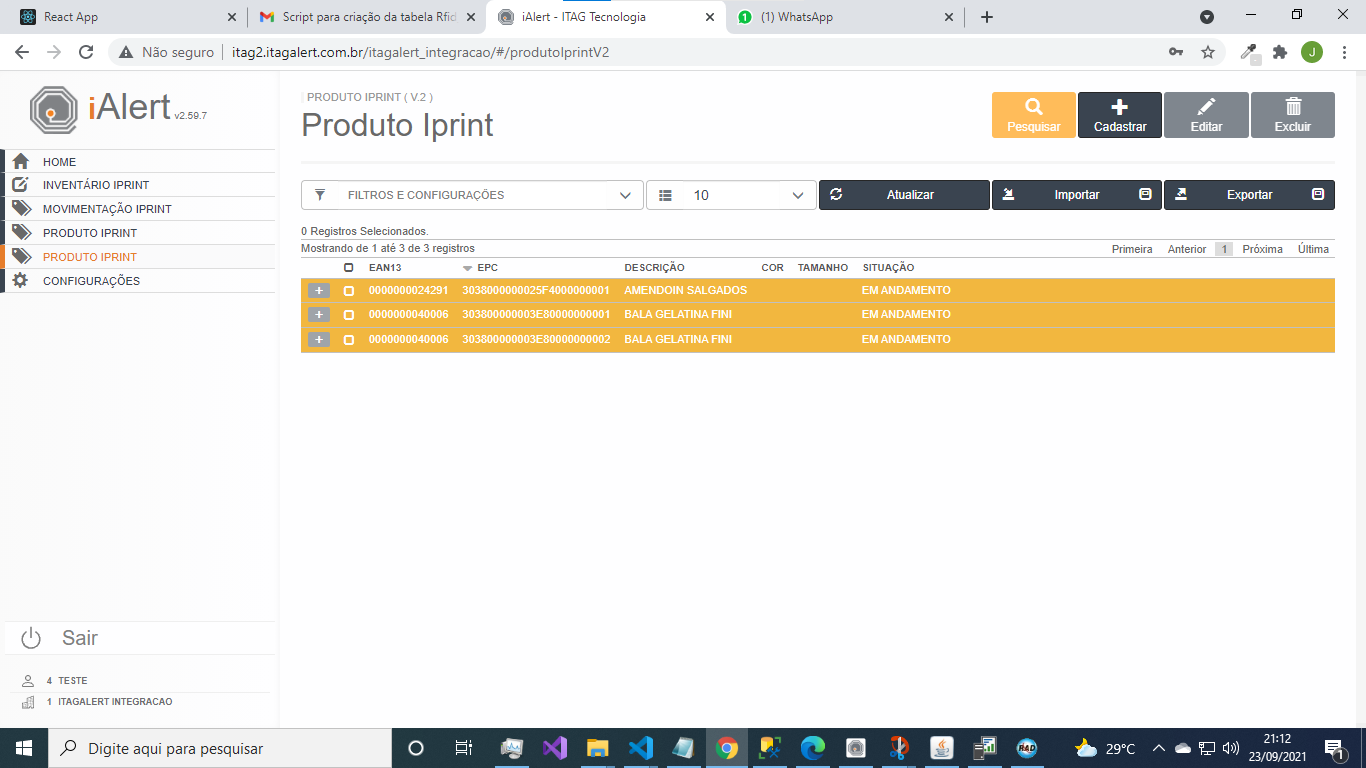 React App
Script para criação da tabela Rfid
iAlert - ITAG Tecnologia
(1) WhatsApp
Não seguro
itag2.itagalert.com.br/itagalert_integracao/#/produtoIprintV2
J
iAlert v2.59.7
HOME
INVENTÁRIO IPRINT
MOVIMENTAÇÃO IPRINT
PRODUTO IPRINT
PRODUTO IPRINT
CONFIGURAÇÕES
PRODUTO IPRINT ( V.2 )
Produto Iprint
Pesquisar
Cadastrar
Editar
Excluir
FILTROS E CONFIGURAÇÕES
10
Atualizar
Importar
Exportar
0 Registros Selecionados.
Mostrando de 1 até 3 de 3 registros
Primeira Anterior 1 Próxima Última
EAN13 EPC DESCRIÇÃO COR TAMANHO SITUAÇÃO
0000000024291 3038000000025F4000000001 AMENDOIN SALGADOS EM ANDAMENTO
0000000040006 303800000003E80000000001 BALA GELATINA FINI EM ANDAMENTO
0000000040006 303800000003E80000000002 BALA GELATINA FINI EM ANDAMENTO
Sair
4 TESTE
1 ITAGALERT INTEGRACAO
Digite aqui para pesquisar
RAD
29°C
21:12
23/09/2021
1